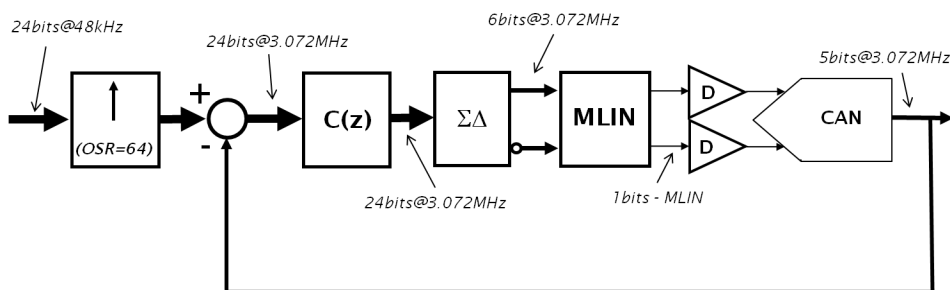 24bits@48kHz
24bits@3.072MHz
6bits@3.072MHz
5bits@3.072MHz
(OSR=64)
+
-
C(z)
ΣΔ
MLIN
D
D
CAN
24bits@3.072MHz
1bits - MLIN